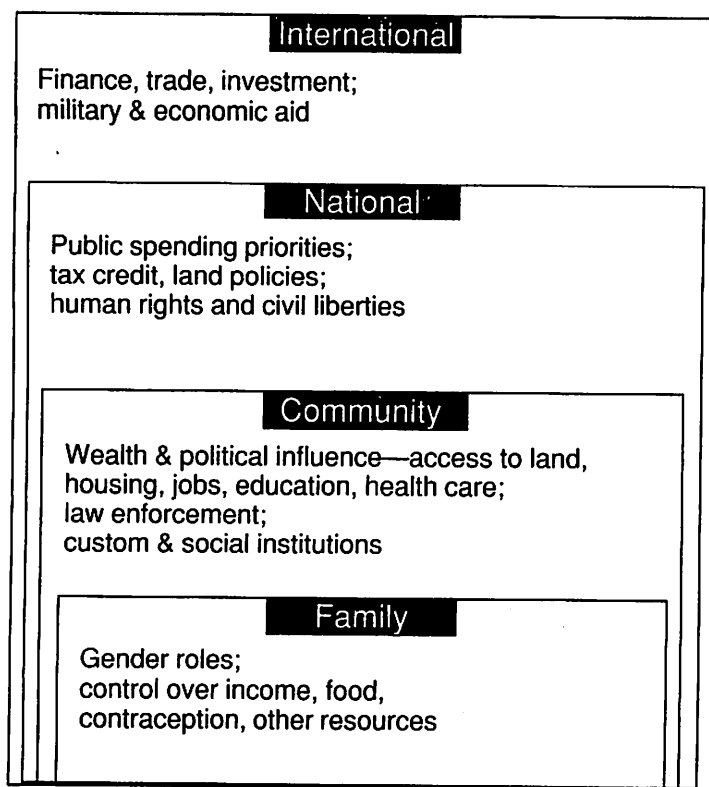 International
Finance, trade, investment;
military & economic aid
National
Public spending priorities;
tax credit, land policies;
human rights and civil liberties
Community
Wealth & political influence—access to land,
housing, jobs, education, health care;
law enforcement;
custom & social institutions
Family
Gender roles;
control over income, food,
contraception, other resources